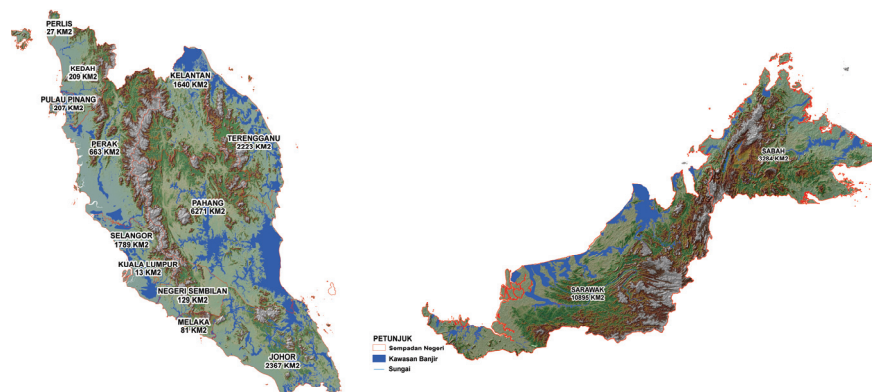 PERLIS
27 KM2
KEDAH
209 KM2
PULAU PINANG
207 KM2
PERAK
663 KM2
KELANTAN
1640 KM2
TERENGGANU
2223 KM2
PAHANG
6271 KM2
SELANGOR
1789 KM2
KUALA LUMPUR
13 KM2
NEGERI SEMBILAN
129 KM2
MELAKA
81 KM2
JOHOR
2367 KM2
SABAH
3284 KM2
SARAWAK
10895 KM2
PETUNJUK
Sempadan Negeri
Kawasan Banjir
Sungai